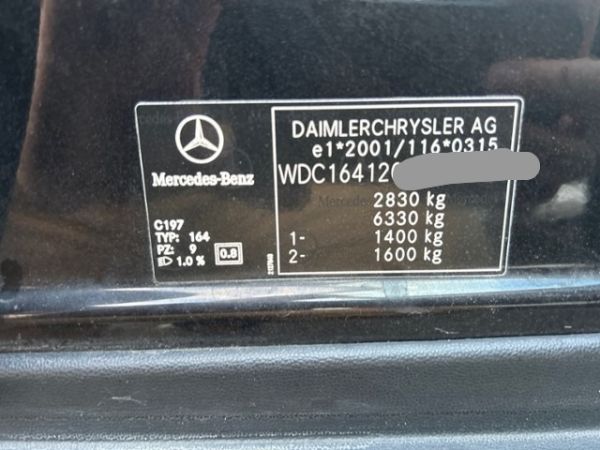 Mercedes-Benz
C197
TYP: 164
PZ: 9
1.0 %
0.8
DAIMLERCHRYSLER AG
e1*2001/116*0315
WDC164120
2830 kg
6330 kg
1- 1400 kg
2- 1600 kg